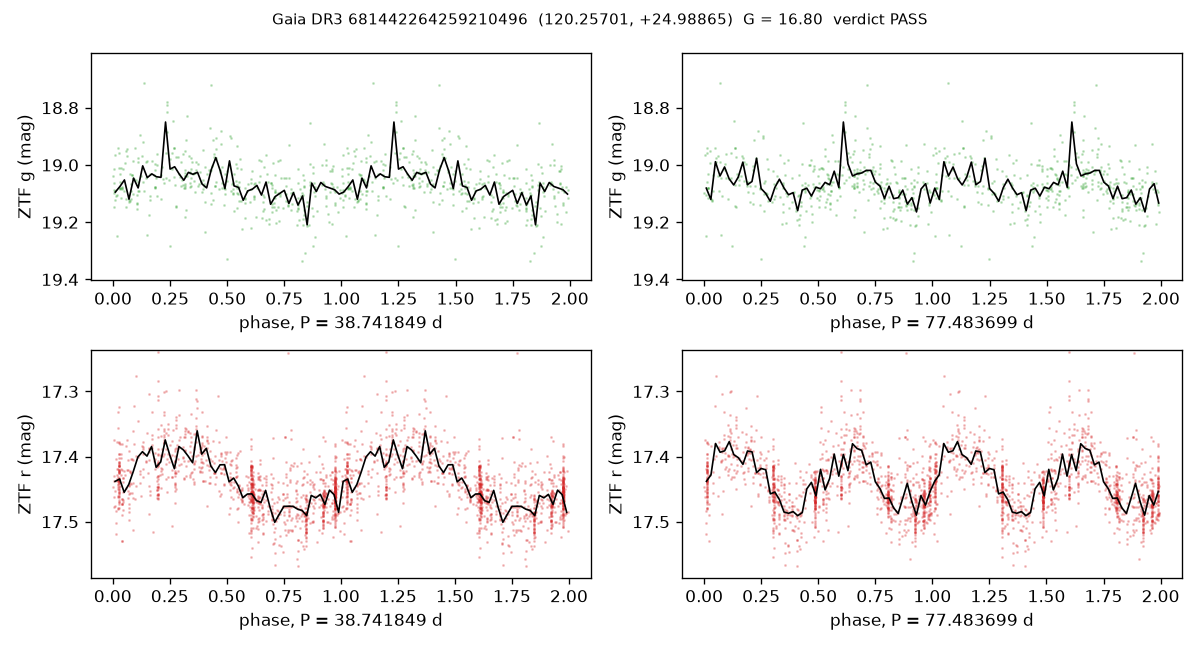 Gaia DR3 681442264259210496 (120.25701, +24.98865) G = 16.80 verdict PASS
ZTF g (mag)
18.8
19.0
19.2
19.4
0.00 0.25 0.50 0.75 1.00 1.25 1.50 1.75 2.00
phase, P = 38.741849 d
ZTF g (mag)
18.8
19.0
19.2
19.4
0.00 0.25 0.50 0.75 1.00 1.25 1.50 1.75 2.00
phase, P = 77.483699 d
ZTF r (mag)
17.3
17.4
17.5
0.00 0.25 0.50 0.75 1.00 1.25 1.50 1.75 2.00
phase, P = 38.741849 d
ZTF r (mag)
17.3
17.4
17.5
0.00 0.25 0.50 0.75 1.00 1.25 1.50 1.75 2.00
phase, P = 77.483699 d